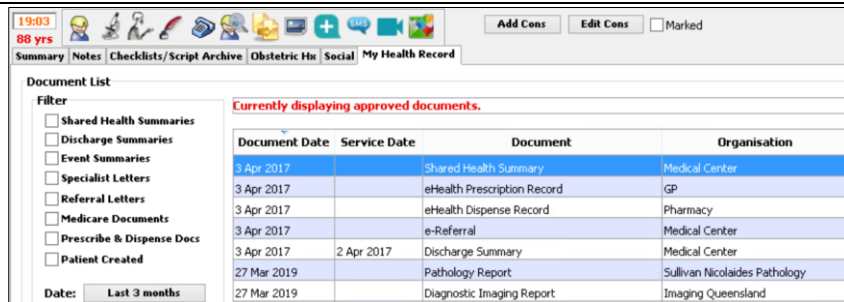 19:03
88 yrs
SMS
Add Cons
Edit Cons
Marked
Summary Notes Checklists/Script Archive Obstetric Hx Social My Health Record
Document List
Filter
Shared Health Summaries
Discharge Summaries
Event Summaries
Specialist Letters
Referral Letters
Medicare Documents
Prescribe & Dispense Docs
Patient Created
Date: Last 3 months
Currently displaying approved documents.
Document Date Service Date Document Organisation
3 Apr 2017 Shared Health Summary Medical Center
3 Apr 2017 eHealth Prescription Record GP
3 Apr 2017 eHealth Dispense Record Pharmacy
3 Apr 2017 e-Referral Medical Center
3 Apr 2017 2 Apr 2017 Discharge Summary Medical Center
27 Mar 2019 Pathology Report Sullivan Nicolaides Pathology
27 Mar 2019 Diagnostic Imaging Report Imaging Queensland